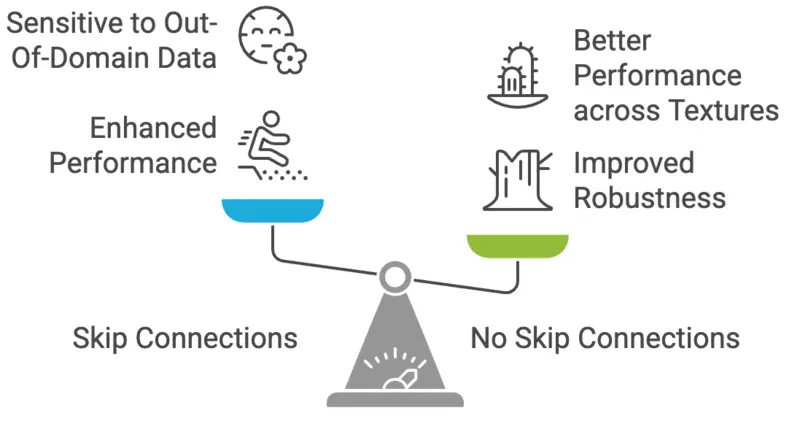 Sensitive to Out-
Of-Domain Data
Enhanced
Performance
Better
Performance
across Textures
Improved
Robustness
Skip Connections
No Skip Connections